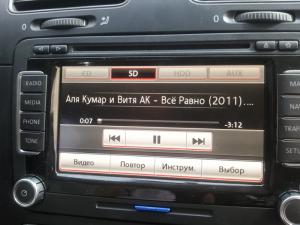 CD SD HDD AUX
RADIO
MEDIA
PHONE
TONE
Аля Кумар и Витя АК - Всё Равно (2011)....
0:07 -3:12
Видео Повтор Инструм. Выбор